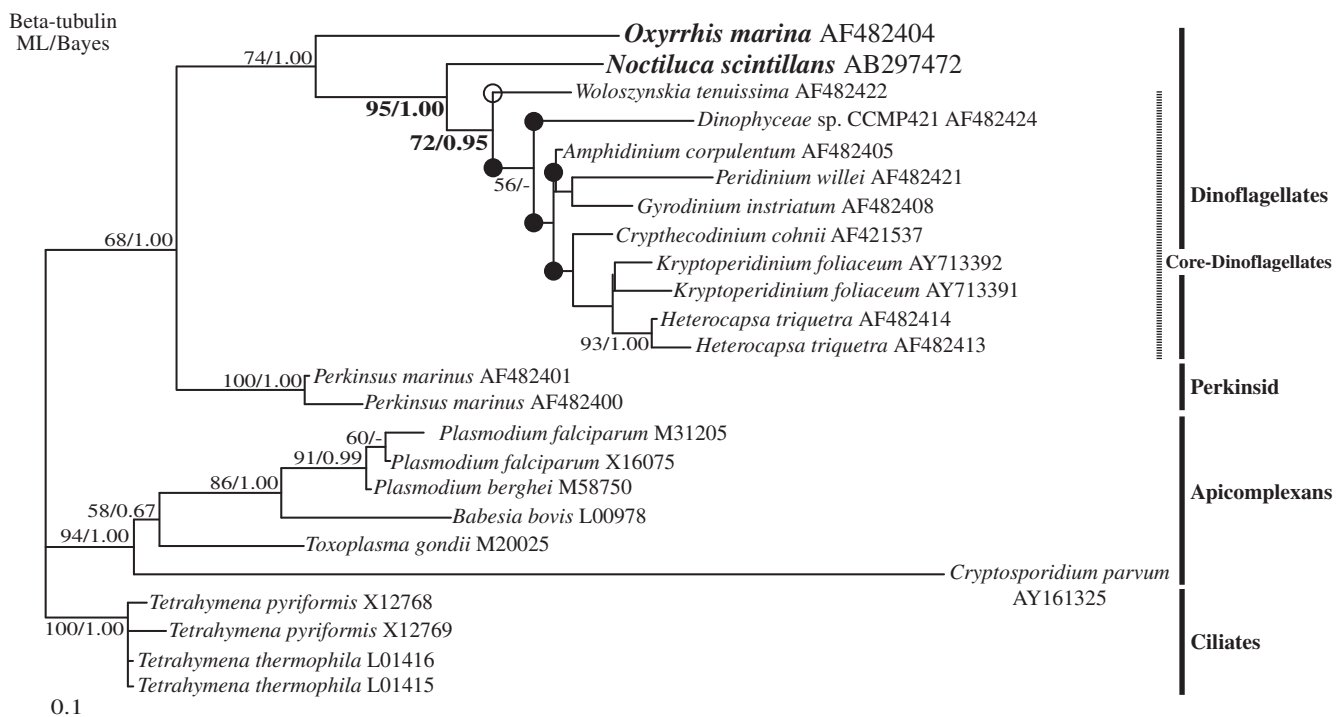 Beta-tubulin
ML/Bayes
Oxyrrhis marina AF482404
74/1.00
Noctiluca scintillans AB297472
Woloszynskia tenuissima AF482422
95/1.00
Dinophyceae sp. CCMP421 AF482424
72/0.95
Amphidinium corpulentum AF482405
56/-
Peridinium willei AF482421
Dinoflagellates
Gyrodinium instriatum AF482408
68/1.00
Crypthecodinium cohnii AF421537
Kryptoperidinium foliaceum AY713392
Core-Dinoflagellates
Kryptoperidinium foliaceum AY713391
Heterocapsa triquetra AF482414
93/1.00
Heterocapsa triquetra AF482413
100/1.00
Perkinsus marinus AF482401
Perkinsid
Perkinsus marinus AF482400
60/-
Plasmodium falciparum M31205
91/0.99
Plasmodium falciparum X16075
86/1.00
Plasmodium berghei M58750
Apicomplexans
58/0.67
Babesia bovis L00978
94/1.00
Toxoplasma gondii M20025
Cryptosporidium parvum
AY161325
Tetrahymena pyriformis X12768
100/1.00
Tetrahymena pyriformis X12769
Ciliates
Tetrahymena thermophila L01416
Tetrahymena thermophila L01415
0.1